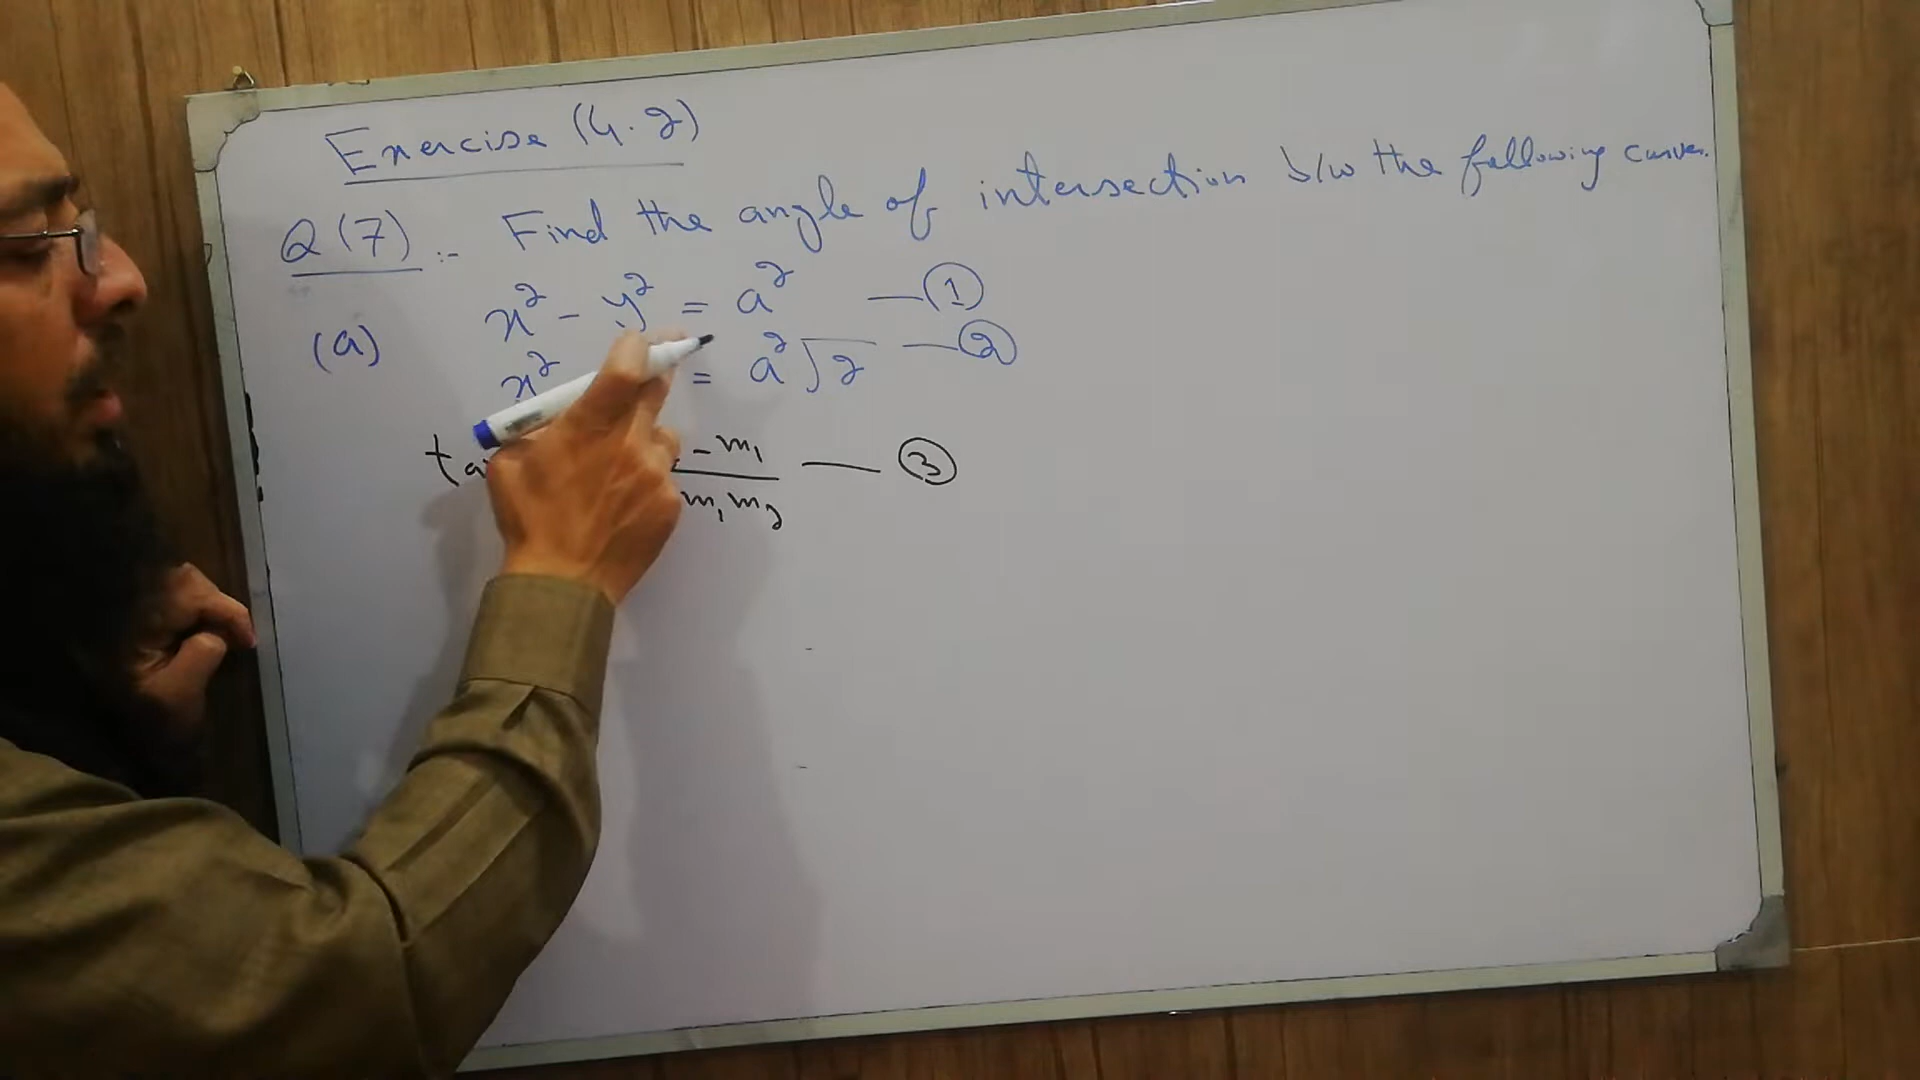 Exercise (4.2)
Q(7) :- Find the angle of intersection b/w the following curves.
(a) x² - y² = a² —①
x² = a²√2 —②
- m₁ — ③
m₁m₂